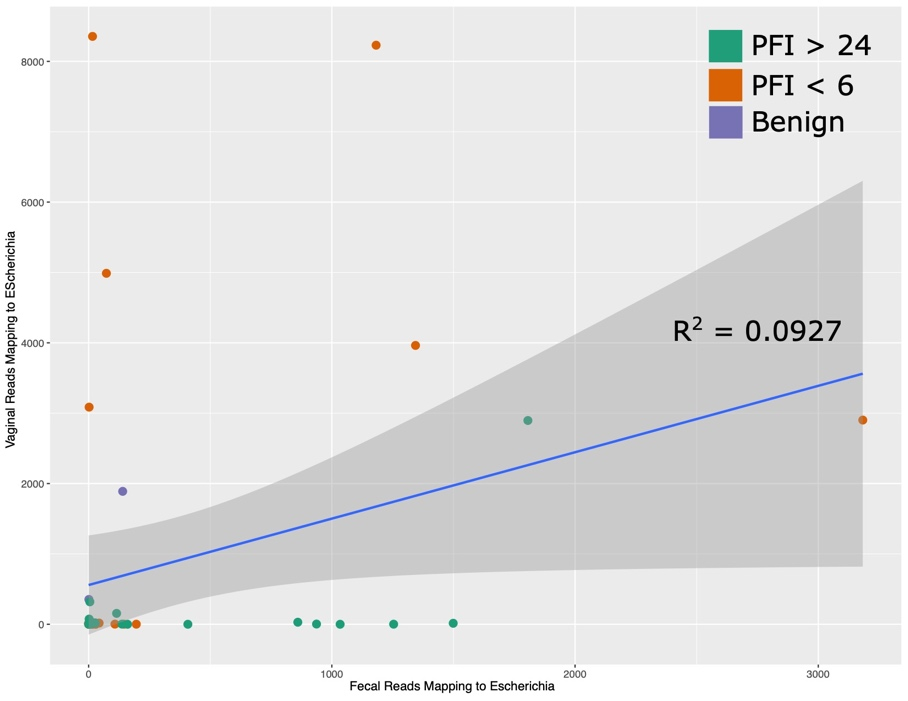 PFI > 24
PFI < 6
Benign
R² = 0.0927
8000
6000
4000
2000
0
Vaginal Reads Mapping to EScherichia
0 1000 2000 3000
Fecal Reads Mapping to Escherichia